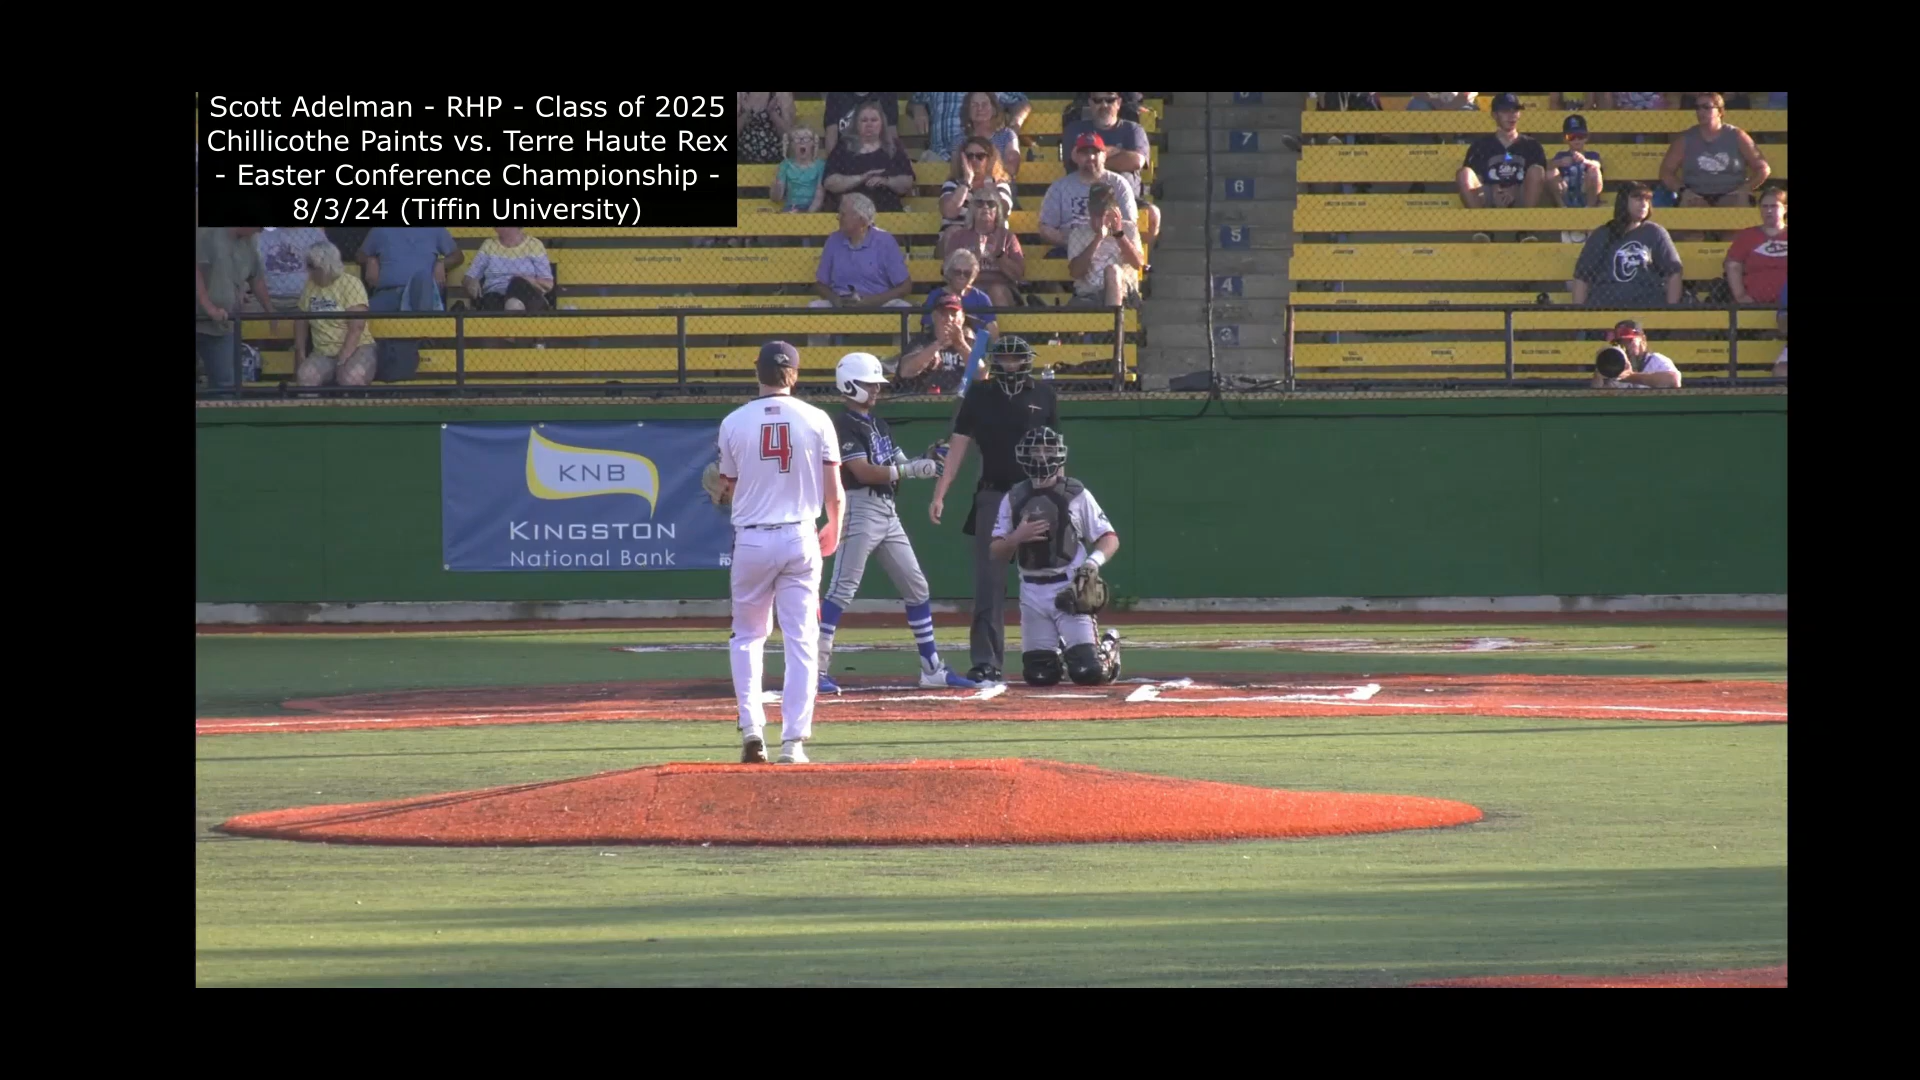 Scott Adelman - RHP - Class of 2025
Chillicothe Paints vs. Terre Haute Rex
- Easter Conference Championship -
8/3/24 (Tiffin University)
7
6
5
4
3
4
KNB
KINGSTON
National Bank